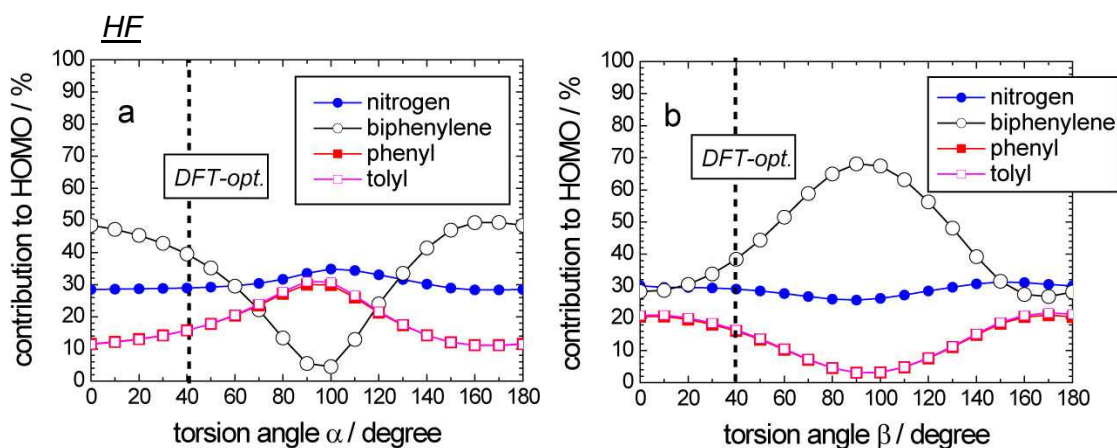 HF
a
nitrogen
biphenylene
phenyl
tolyl
DFT-opt.
contribution to HOMO / %
100
90
80
70
60
50
40
30
20
10
0
0 20 40 60 80 100 120 140 160 180
torsion angle α / degree
b
nitrogen
biphenylene
phenyl
tolyl
DFT-opt.
contribution to HOMO / %
100
90
80
70
60
50
40
30
20
10
0
0 20 40 60 80 100 120 140 160 180
torsion angle β / degree